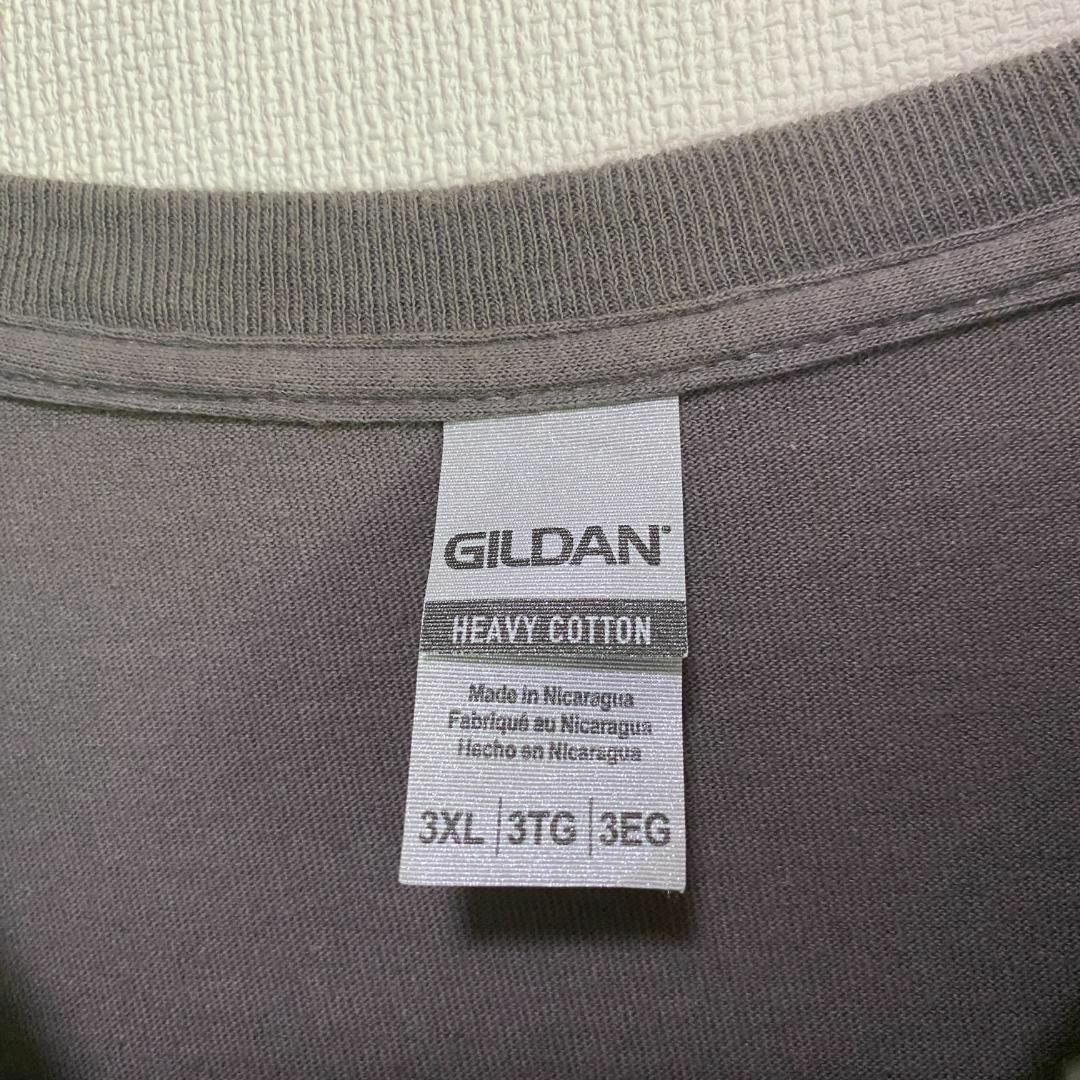 GILDAN®
HEAVY COTTON
Made in Nicaragua
Fabriqué au Nicaragua
Hecho en Nicaragua
3XL | 3TG | 3EG